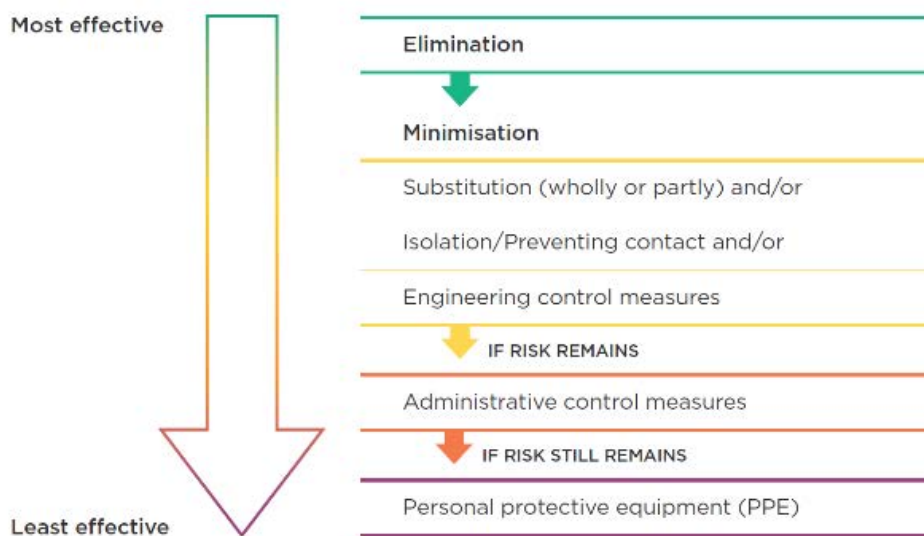 Most effective
Elimination
Minimisation
Substitution (wholly or partly) and/or
Isolation/Preventing contact and/or
Engineering control measures
IF RISK REMAINS
Administrative control measures
IF RISK STILL REMAINS
Personal protective equipment (PPE)
Least effective